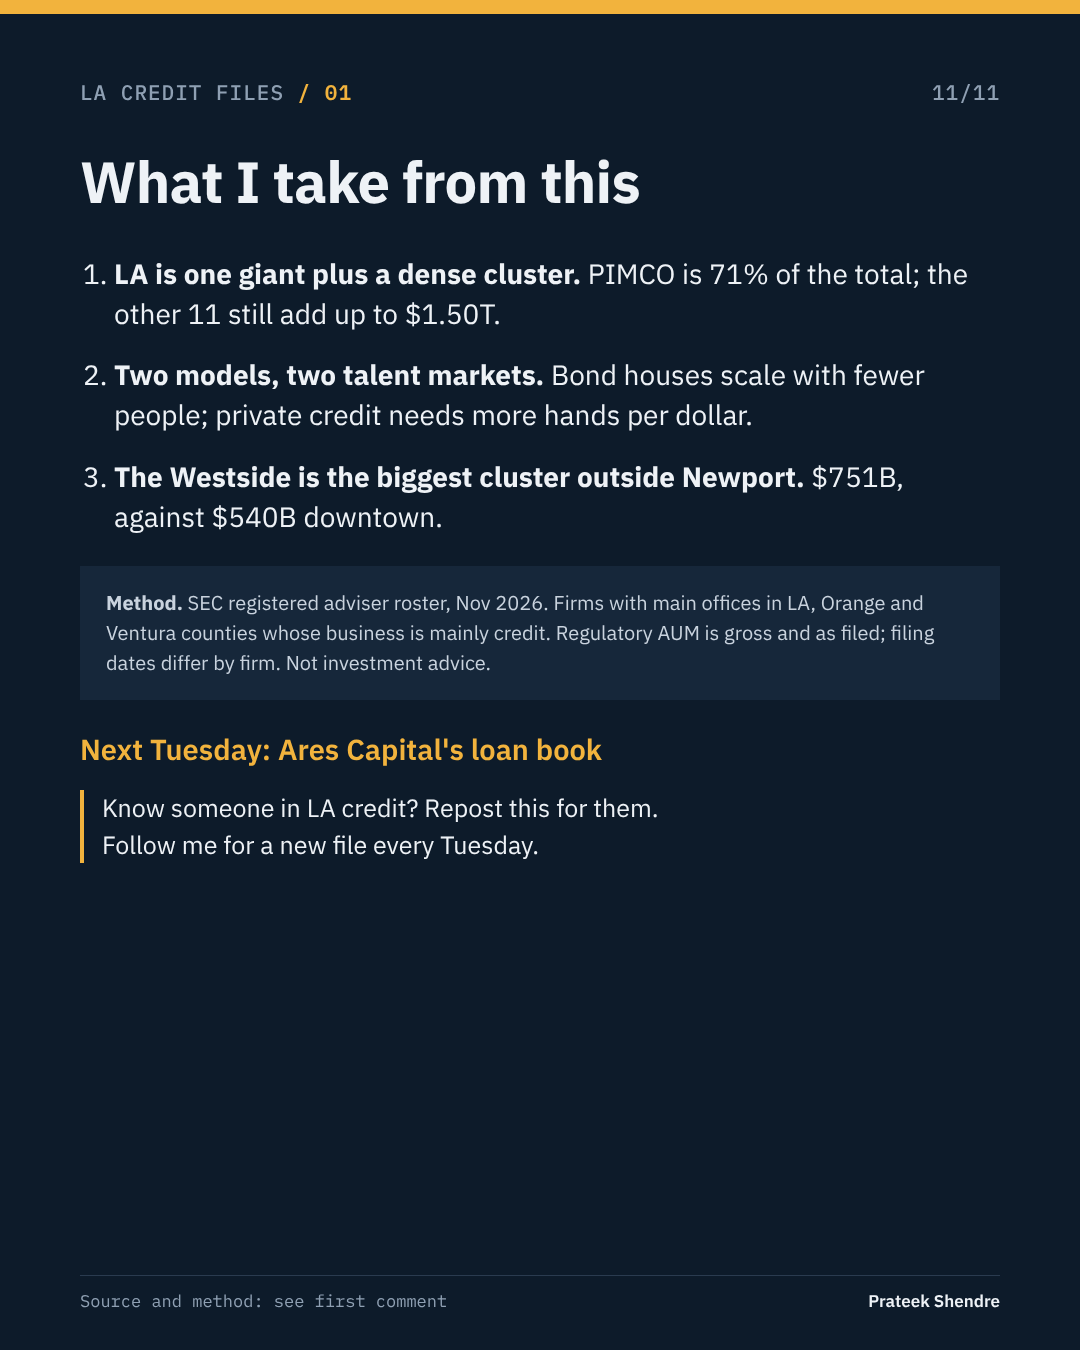 LA CREDIT FILES / 01
11/11
What I take from this
1. LA is one giant plus a dense cluster. PIMCO is 71% of the total; the
other 11 still add up to $1.50T.
2. Two models, two talent markets. Bond houses scale with fewer
people; private credit needs more hands per dollar.
3. The Westside is the biggest cluster outside Newport. $751B,
against $540B downtown.
Method. SEC registered adviser roster, Nov 2026. Firms with main offices in LA, Orange and
Ventura counties whose business is mainly credit. Regulatory AUM is gross and as filed; filing
dates differ by firm. Not investment advice.
Next Tuesday: Ares Capital's loan book
Know someone in LA credit? Repost this for them.
Follow me for a new file every Tuesday.
Source and method: see first comment
Prateek Shendre